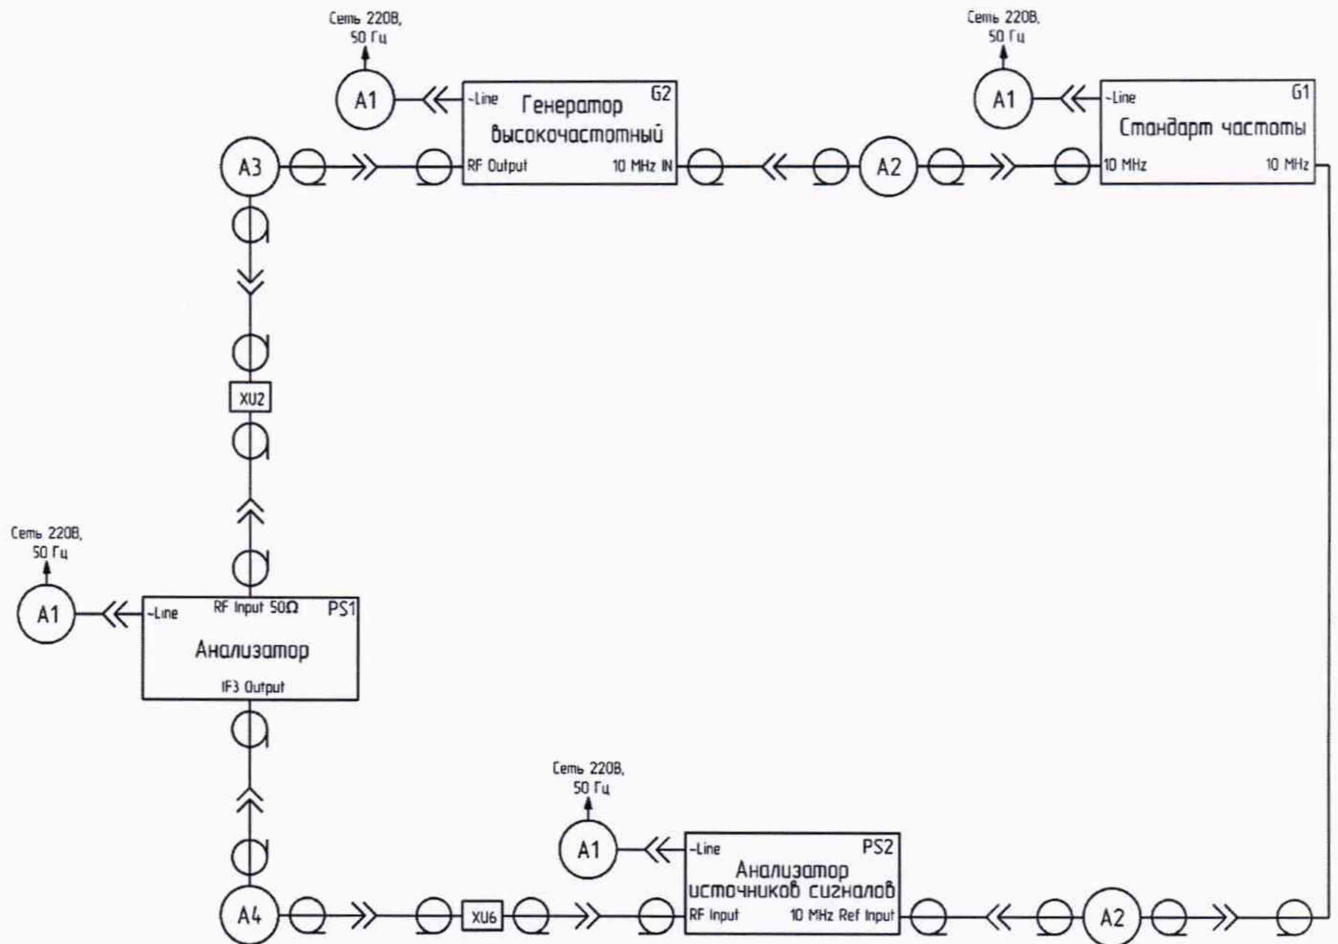 Сеть 220В,
50 Гц
Сеть 220В,
50 Гц
A1
~Line
Генератор
G2
высокочастотный
RF Output
10 MHz IN
A1
~Line
G1
Стандарт частоты
10 MHz
10 MHz
A3
A2
XU2
Сеть 220В,
50 Гц
A1
~Line
RF Input 50Ω
PS1
Анализатор
IF3 Output
Сеть 220В,
50 Гц
A1
~Line
PS2
Анализатор
источников сигналов
RF Input
10 MHz Ref Input
A4
XU6
A2